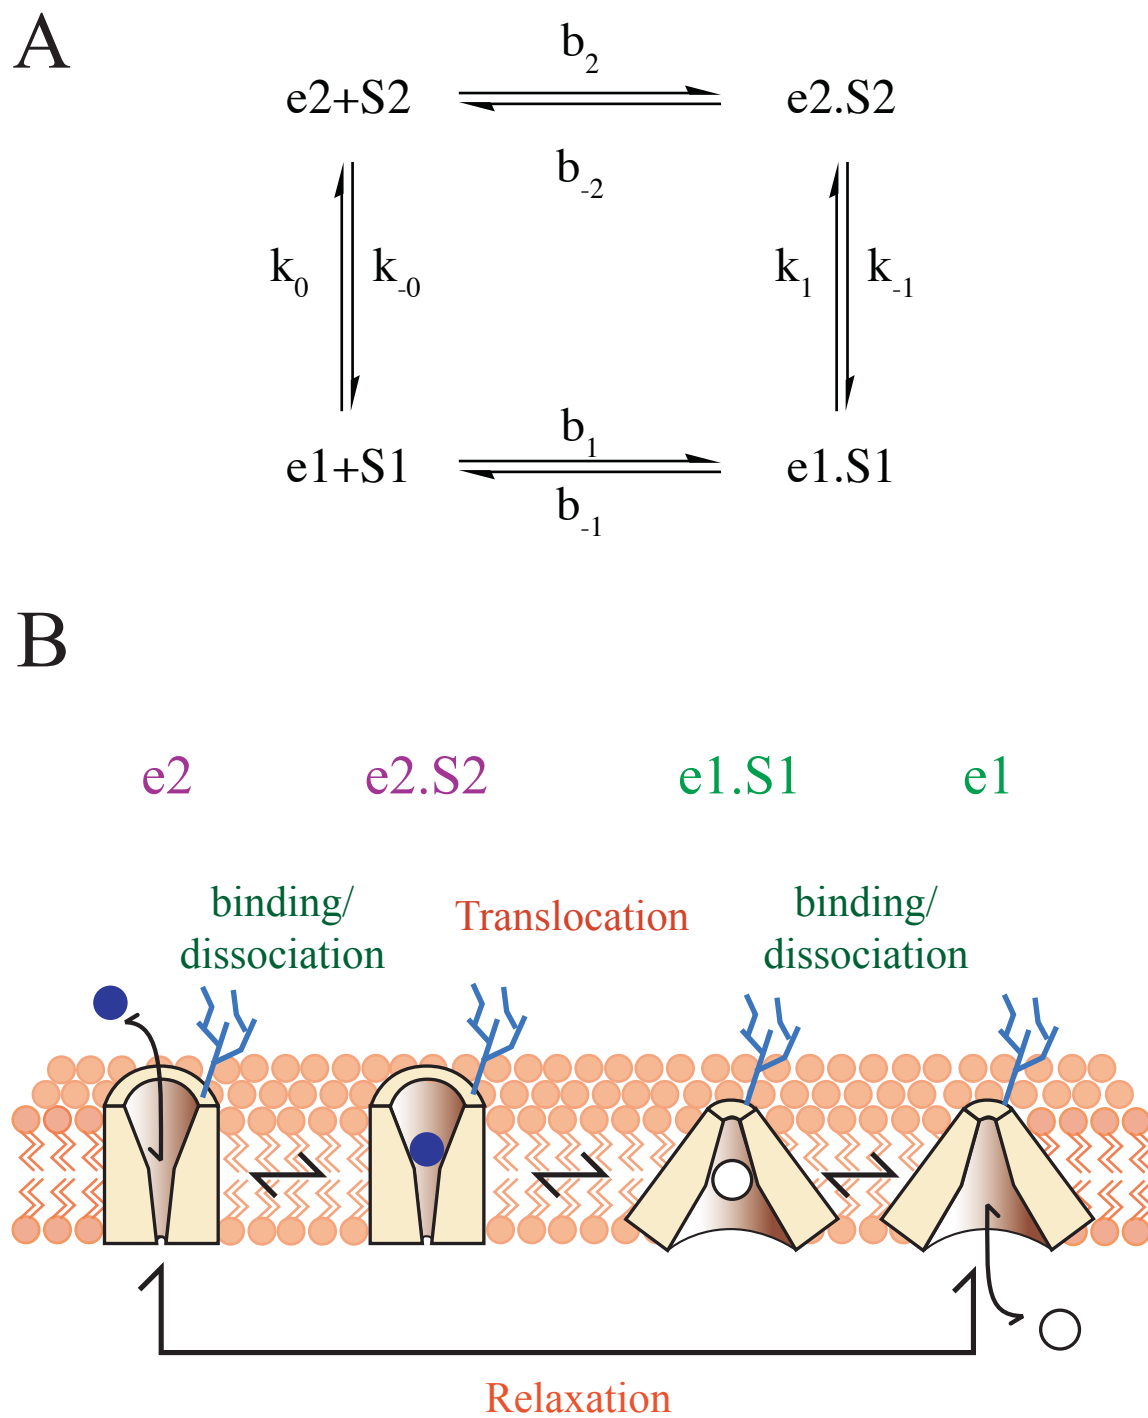 A
b2
e2+S2
e2.S2
b-2
k0
k-0
k1
k-1
b1
e1+S1
e1.S1
b-1
B
e2
e2.S2
e1.S1
e1
binding/
dissociation
Translocation
binding/
dissociation
Relaxation